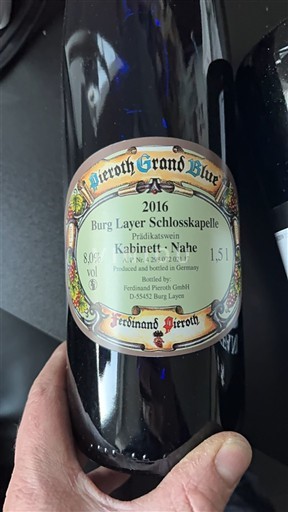 Pieroth Grand Blue
2016
Burg Layer Schlosskapelle
Prädikatswein
Kabinett · Nahe
8,0%
vol
1,5 l
Produced and bottled in Germany
Bottled by:
Ferdinand Pieroth GmbH
D-55452 Burg Layen
Ferdinand Pieroth